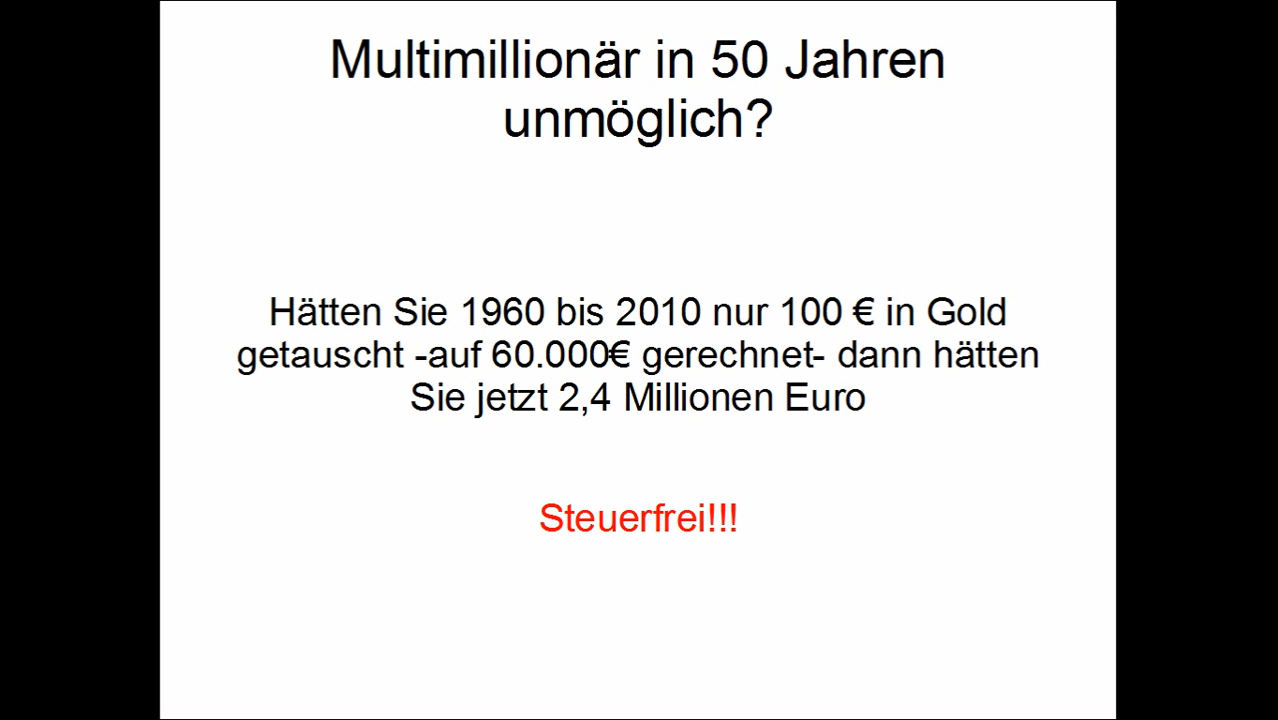 Multimillionär in 50 Jahren
unmöglich?
Hätten Sie 1960 bis 2010 nur 100 € in Gold
getauscht -auf 60.000€ gerechnet- dann hätten
Sie jetzt 2,4 Millionen Euro
Steuerfrei!!!